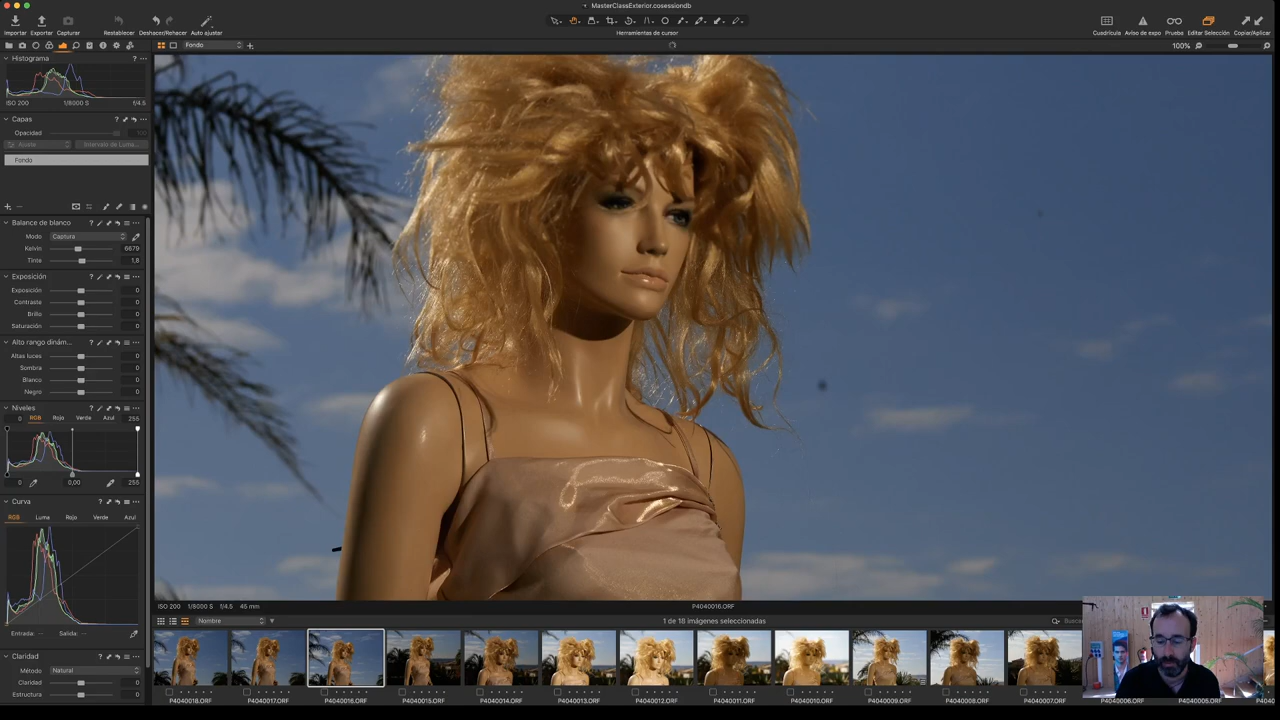 MasterClassExterior.cosessiondb
Importar Exportar Capturar Restablecer Deshacer/Rehacer Auto ajustar Herramientas de cursor Cuadrícula Aviso de expo Prueba Editar Selección Copiar/Aplicar
Fondo 100%
Histograma
ISO 200 1/8000 S f/4.5
Capas
Opacidad 100
Ajuste Intervalo de Luma...
Fondo
Balance de blanco
Modo Captura
Kelvin 6679
Tinte 1,8
Exposición
Exposición 0
Contraste 0
Brillo 0
Saturación 0
Alto rango dinám...
Altas luces 0
Sombra 0
Blanco 0
Negro 0
Niveles
0 RGB Rojo Verde Azul 255
0 0,00 255
Curva
RGB Luma Rojo Verde Azul
Entrada: -- Salida: --
Claridad
Método Natural
Claridad 0
Estructura 0
ISO 200 1/8000 S f/4.5 45 mm P4040016.ORF
Nombre 1 de 18 imágenes seleccionadas
P4040018.ORF P4040017.ORF P4040016.ORF P4040015.ORF P4040014.ORF P4040013.ORF P4040012.ORF P4040011.ORF P4040010.ORF P4040009.ORF P4040008.ORF P4040007.ORF P4040006.ORF P4040005.ORF